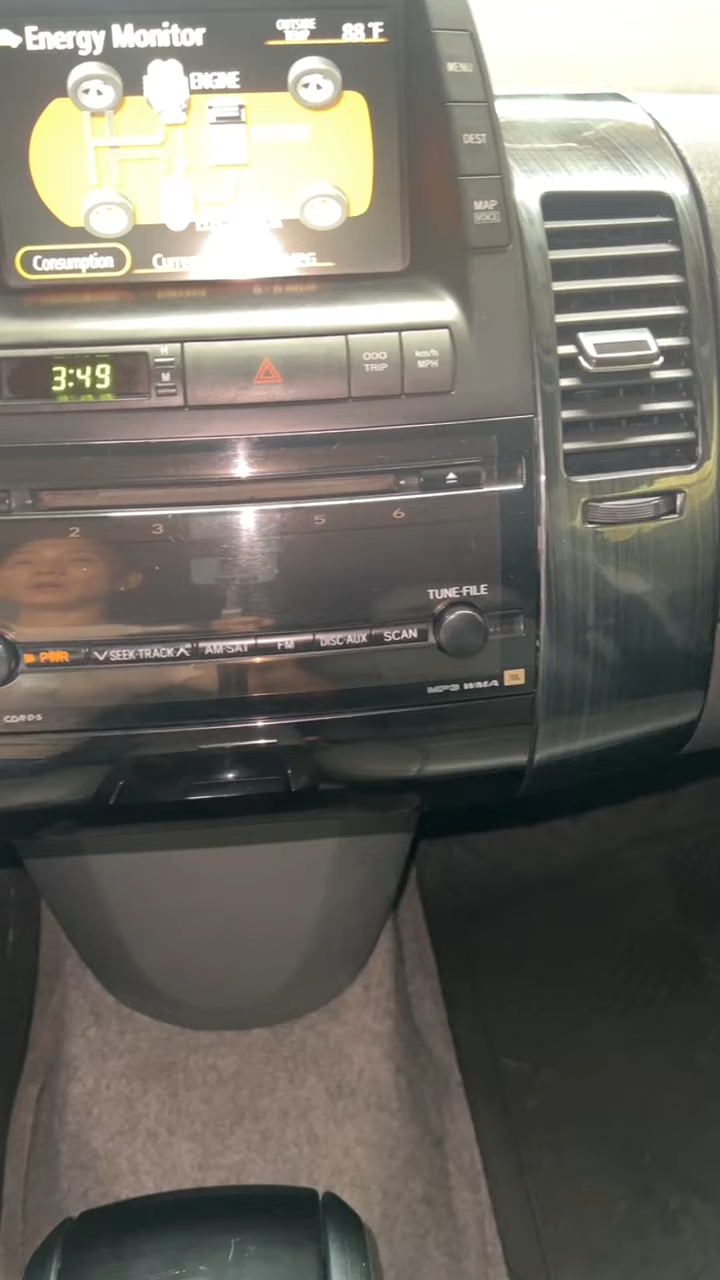 Energy Monitor
OUTSIDE
TEMP
88°F
ENGINE
MENU
DEST
MAP
VOICE
Consumption
3:49
H
M
ODO
TRIP
km/h
MPH
2 3 5 6
TUNE·FILE
PWR
SEEK·TRACK
AM·SAT
FM
DISC·AUX
SCAN
MP3 WMA
JBL
CORDS